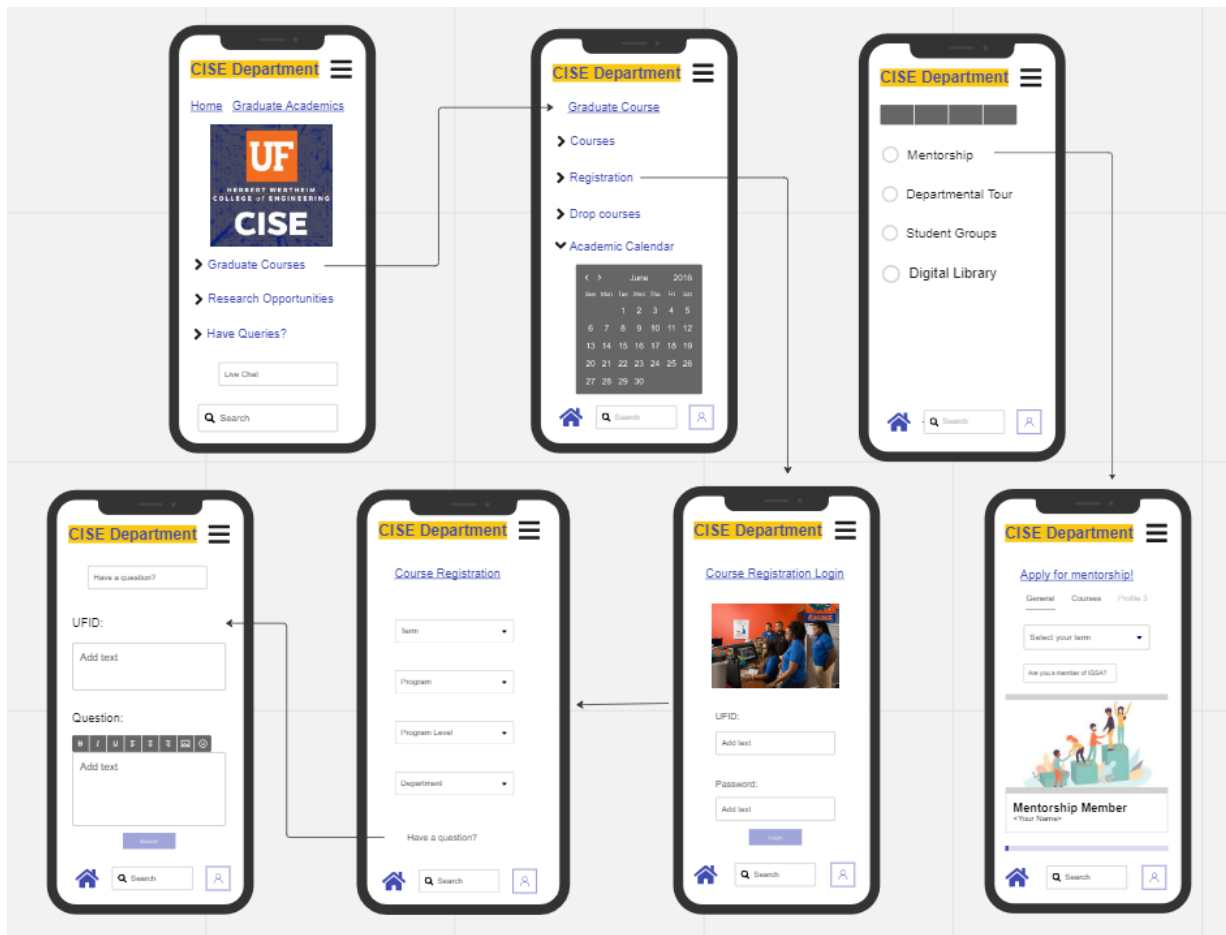 CISE Department
Home Graduate Academics
UF
HERBERT WERTHEIM
COLLEGE of ENGINEERING
CISE
Graduate Courses
Research Opportunities
Have Queries?
Live Chat
Search
CISE Department
Graduate Course
Courses
Registration
Drop courses
Academic Calendar
June 2016
Sun Mon Tue Wed Thu Fri Sat
1 2 3 4 5
6 7 8 9 10 11 12
13 14 15 16 17 18 19
20 21 22 23 24 25 26
27 28 29 30
Search
CISE Department
Mentorship
Departmental Tour
Student Groups
Digital Library
Search
CISE Department
Have a question?
UFID:
Add text
Question:
B I U
Add text
Search
CISE Department
Course Registration
Term
Program
Program Level
Department
Have a question?
Search
CISE Department
Course Registration Login
UFID:
Add text
Password:
Add text
Login
Search
CISE Department
Apply for mentorship!
General Courses Profile 3
Select your term
Are you a member of IGSA?
Mentorship Member
<Your Name>
Search